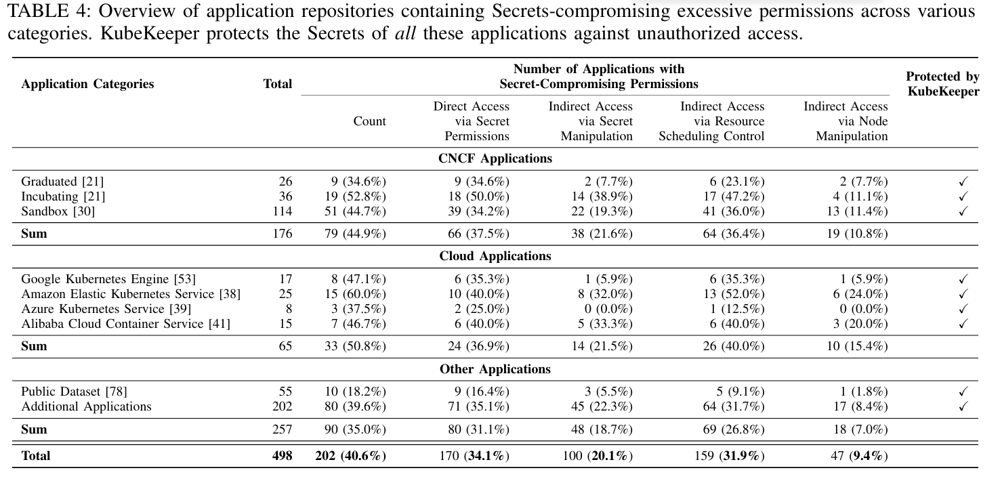 TABLE 4: Overview of application repositories containing Secrets-compromising excessive permissions across various
categories. KubeKeeper protects the Secrets of all these applications against unauthorized access.
Application Categories Total Number of Applications with Secret-Compromising Permissions Protected by KubeKeeper
Count Direct Access via Secret Permissions Indirect Access via Secret Manipulation Indirect Access via Resource Scheduling Control Indirect Access via Node Manipulation
CNCF Applications
Graduated [21] 26 9 (34.6%) 9 (34.6%) 2 (7.7%) 6 (23.1%) 2 (7.7%) ✓
Incubating [21] 36 19 (52.8%) 18 (50.0%) 14 (38.9%) 17 (47.2%) 4 (11.1%) ✓
Sandbox [30] 114 51 (44.7%) 39 (34.2%) 22 (19.3%) 41 (36.0%) 13 (11.4%) ✓
Sum 176 79 (44.9%) 66 (37.5%) 38 (21.6%) 64 (36.4%) 19 (10.8%)
Cloud Applications
Google Kubernetes Engine [53] 17 8 (47.1%) 6 (35.3%) 1 (5.9%) 6 (35.3%) 1 (5.9%) ✓
Amazon Elastic Kubernetes Service [38] 25 15 (60.0%) 10 (40.0%) 8 (32.0%) 13 (52.0%) 6 (24.0%) ✓
Azure Kubernetes Service [39] 8 3 (37.5%) 2 (25.0%) 0 (0.0%) 1 (12.5%) 0 (0.0%) ✓
Alibaba Cloud Container Service [41] 15 7 (46.7%) 6 (40.0%) 5 (33.3%) 6 (40.0%) 3 (20.0%) ✓
Sum 65 33 (50.8%) 24 (36.9%) 14 (21.5%) 26 (40.0%) 10 (15.4%)
Other Applications
Public Dataset [78] 55 10 (18.2%) 9 (16.4%) 3 (5.5%) 5 (9.1%) 1 (1.8%) ✓
Additional Applications 202 80 (39.6%) 71 (35.1%) 45 (22.3%) 64 (31.7%) 17 (8.4%) ✓
Sum 257 90 (35.0%) 80 (31.1%) 48 (18.7%) 69 (26.8%) 18 (7.0%)
Total 498 202 (40.6%) 170 (34.1%) 100 (20.1%) 159 (31.9%) 47 (9.4%)